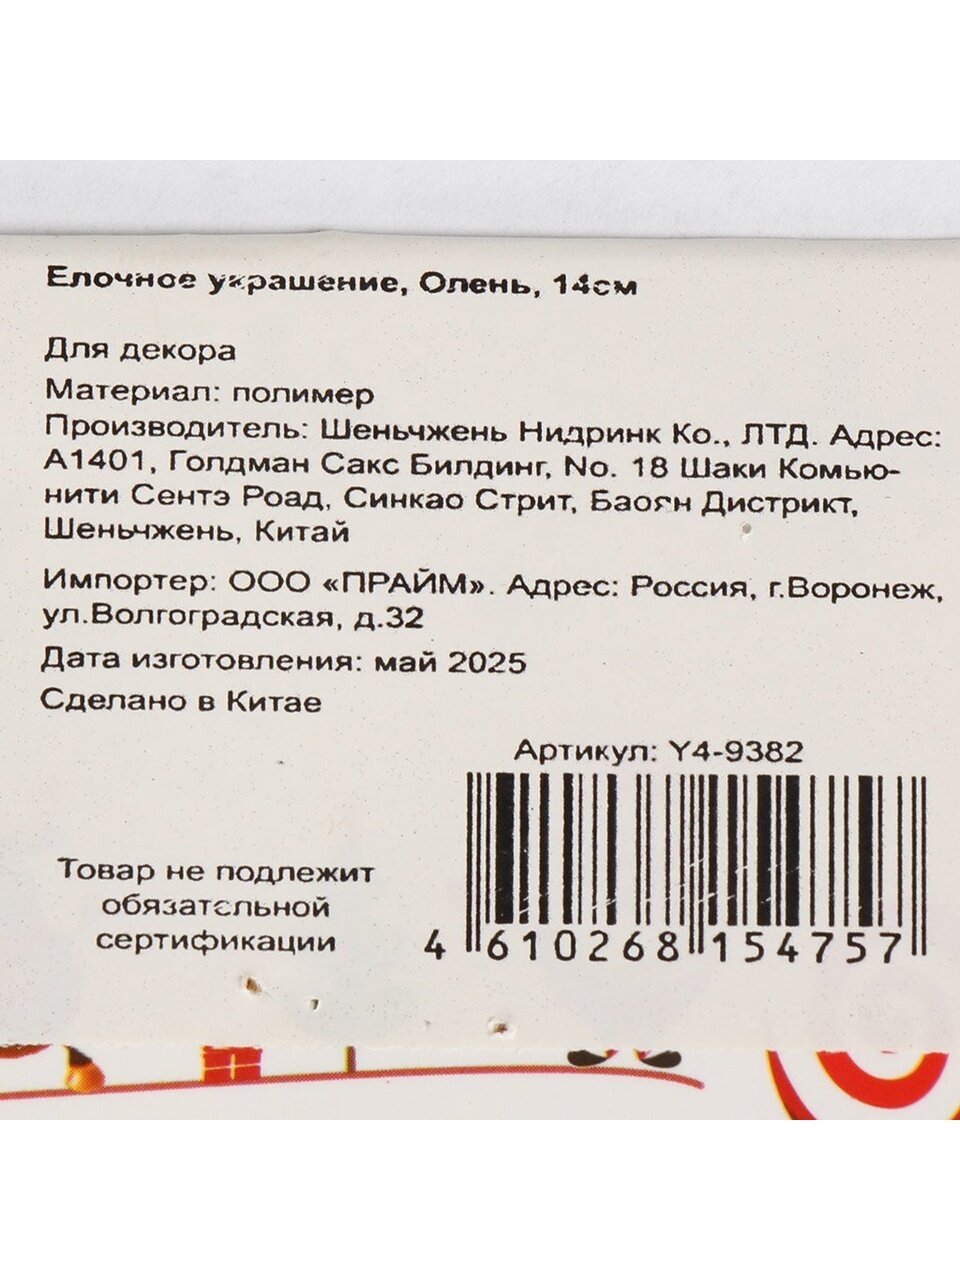 Елочное украшение, Олень, 14см
Для декора
Материал: полимер
Производитель: Шеньчжень Нидринк Ко., ЛТД. Адрес:
А1401, Голдман Сакс Билдинг, No. 18 Шаки Комью-
нити Сентэ Роад, Синкао Стрит, Баоян Дистрикт,
Шеньчжень, Китай
Импортер: ООО «ПРАЙМ». Адрес: Россия, г.Воронеж,
ул.Волгоградская, д.32
Дата изготовления: май 2025
Сделано в Китае
Артикул: Y4-9382
Товар не подлежит
обязательной
сертификации
4 610268 154757